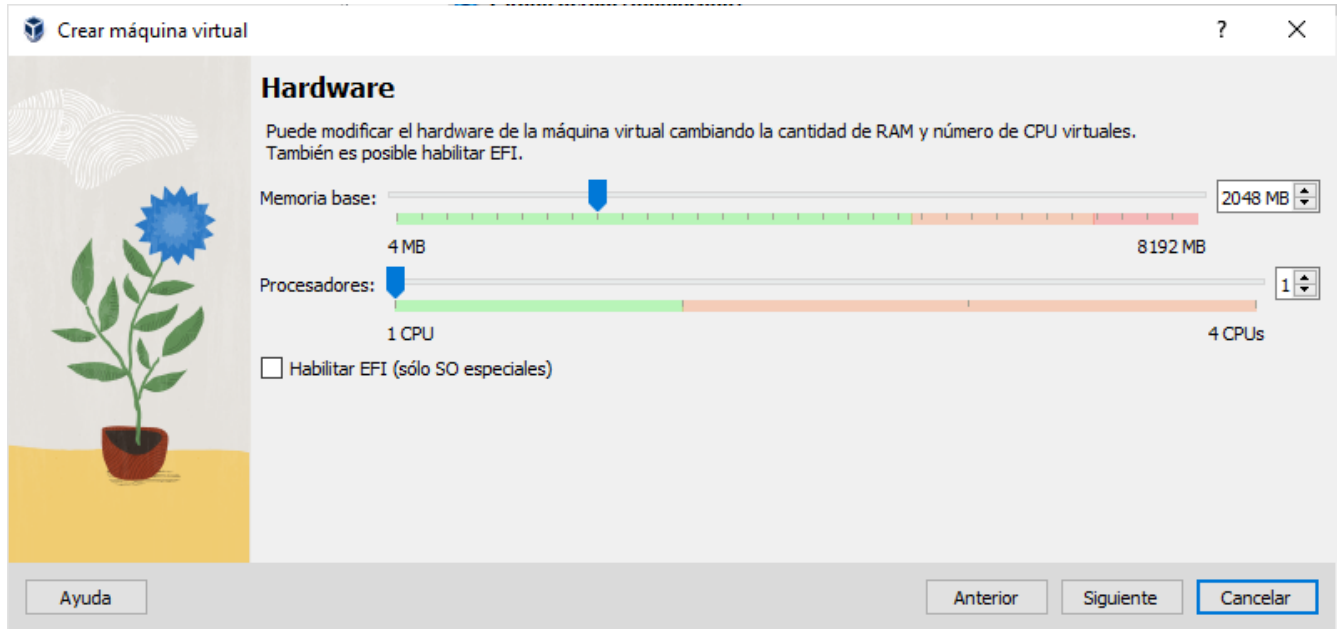 Crear máquina virtual
?
Hardware
Puede modificar el hardware de la máquina virtual cambiando la cantidad de RAM y número de CPU virtuales.
También es posible habilitar EFI.
Memoria base:
2048 MB
4 MB
8192 MB
Procesadores:
1
1 CPU
4 CPUs
Habilitar EFI (sólo SO especiales)
Ayuda
Anterior
Siguiente
Cancelar